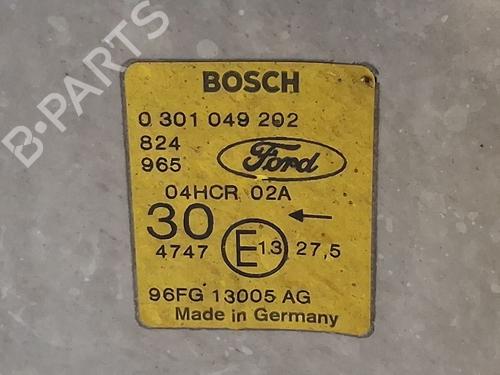 B-PARTS
BOSCH
0 301 049 202
824
965
Ford
04HCR 02A
30
4747
E 13 27,5
96FG 13005 AG
Made in Germany
B-PARTS